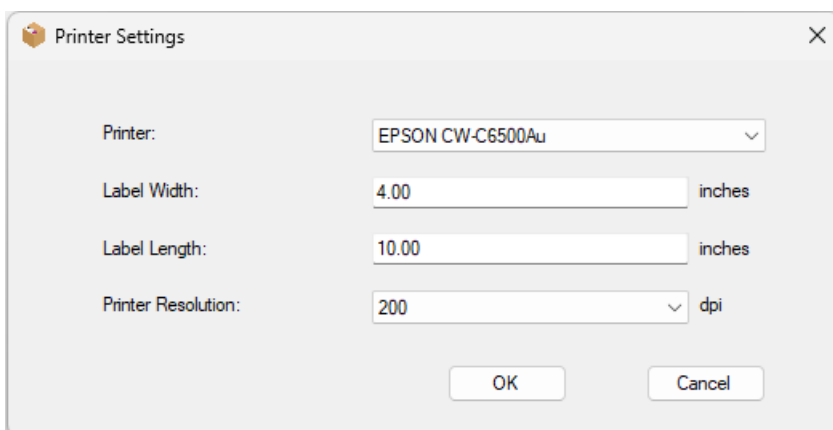 Printer Settings
Printer: EPSON CW-C6500Au
Label Width: 4.00 inches
Label Length: 10.00 inches
Printer Resolution: 200 dpi
OK Cancel